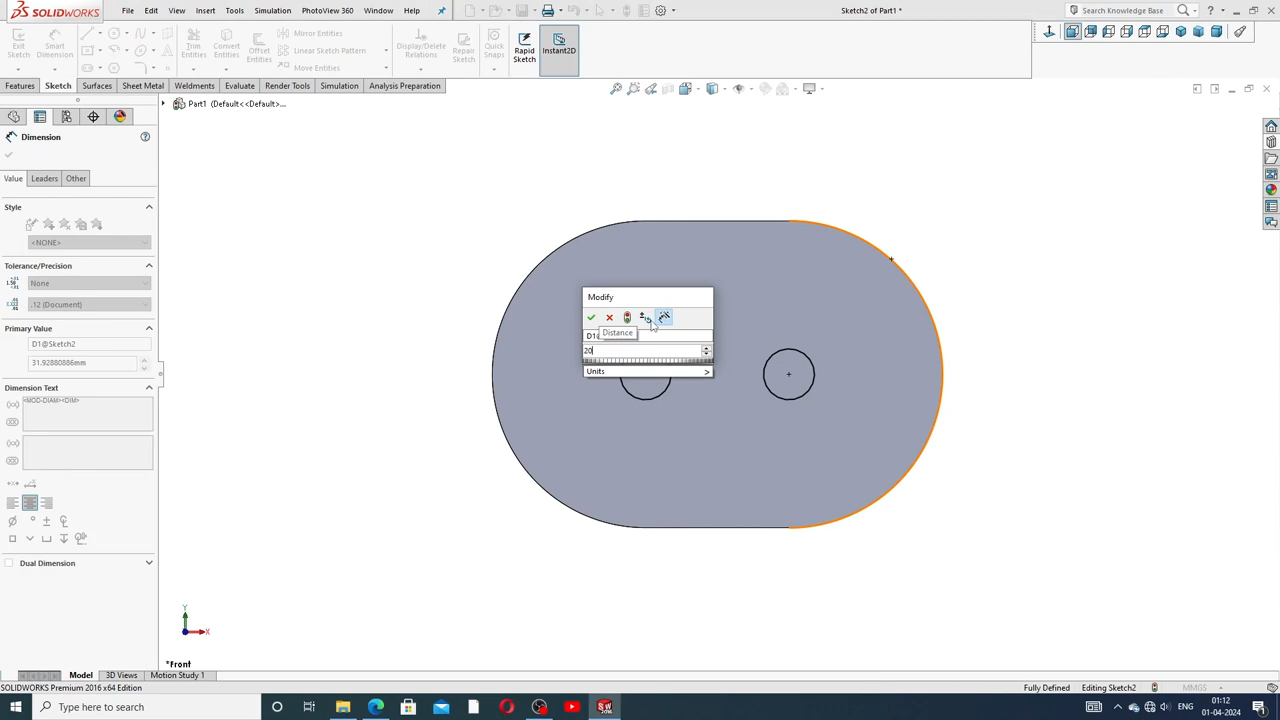 SOLIDWORKS
File Edit View Insert Tools Simulation PhotoView 360 Window Help
Sketch2 of Part1 *
Search Knowledge Base
Exit Sketch
Smart Dimension
Trim Entities
Convert Entities
Offset Entities
Mirror Entities
Linear Sketch Pattern
Move Entities
Display/Delete Relations
Repair Sketch
Quick Snaps
Rapid Sketch
Instant2D
Features Sketch Surfaces Sheet Metal Weldments Evaluate Render Tools Simulation Analysis Preparation
Part1 (Default<<Default>...
Dimension
Value Leaders Other
Style
<NONE>
Tolerance/Precision
None
.12 (Document)
Primary Value
D1@Sketch2
31.92880886mm
Dimension Text
<MOD-DIAM><DIM>
Dual Dimension
Modify
Distance
20
Units >
Y
X
*Front
Model 3D Views Motion Study 1
SOLIDWORKS Premium 2016 x64 Edition
Fully Defined Editing Sketch2 MMGS
Type here to search
ENG
01:12
01-04-2024